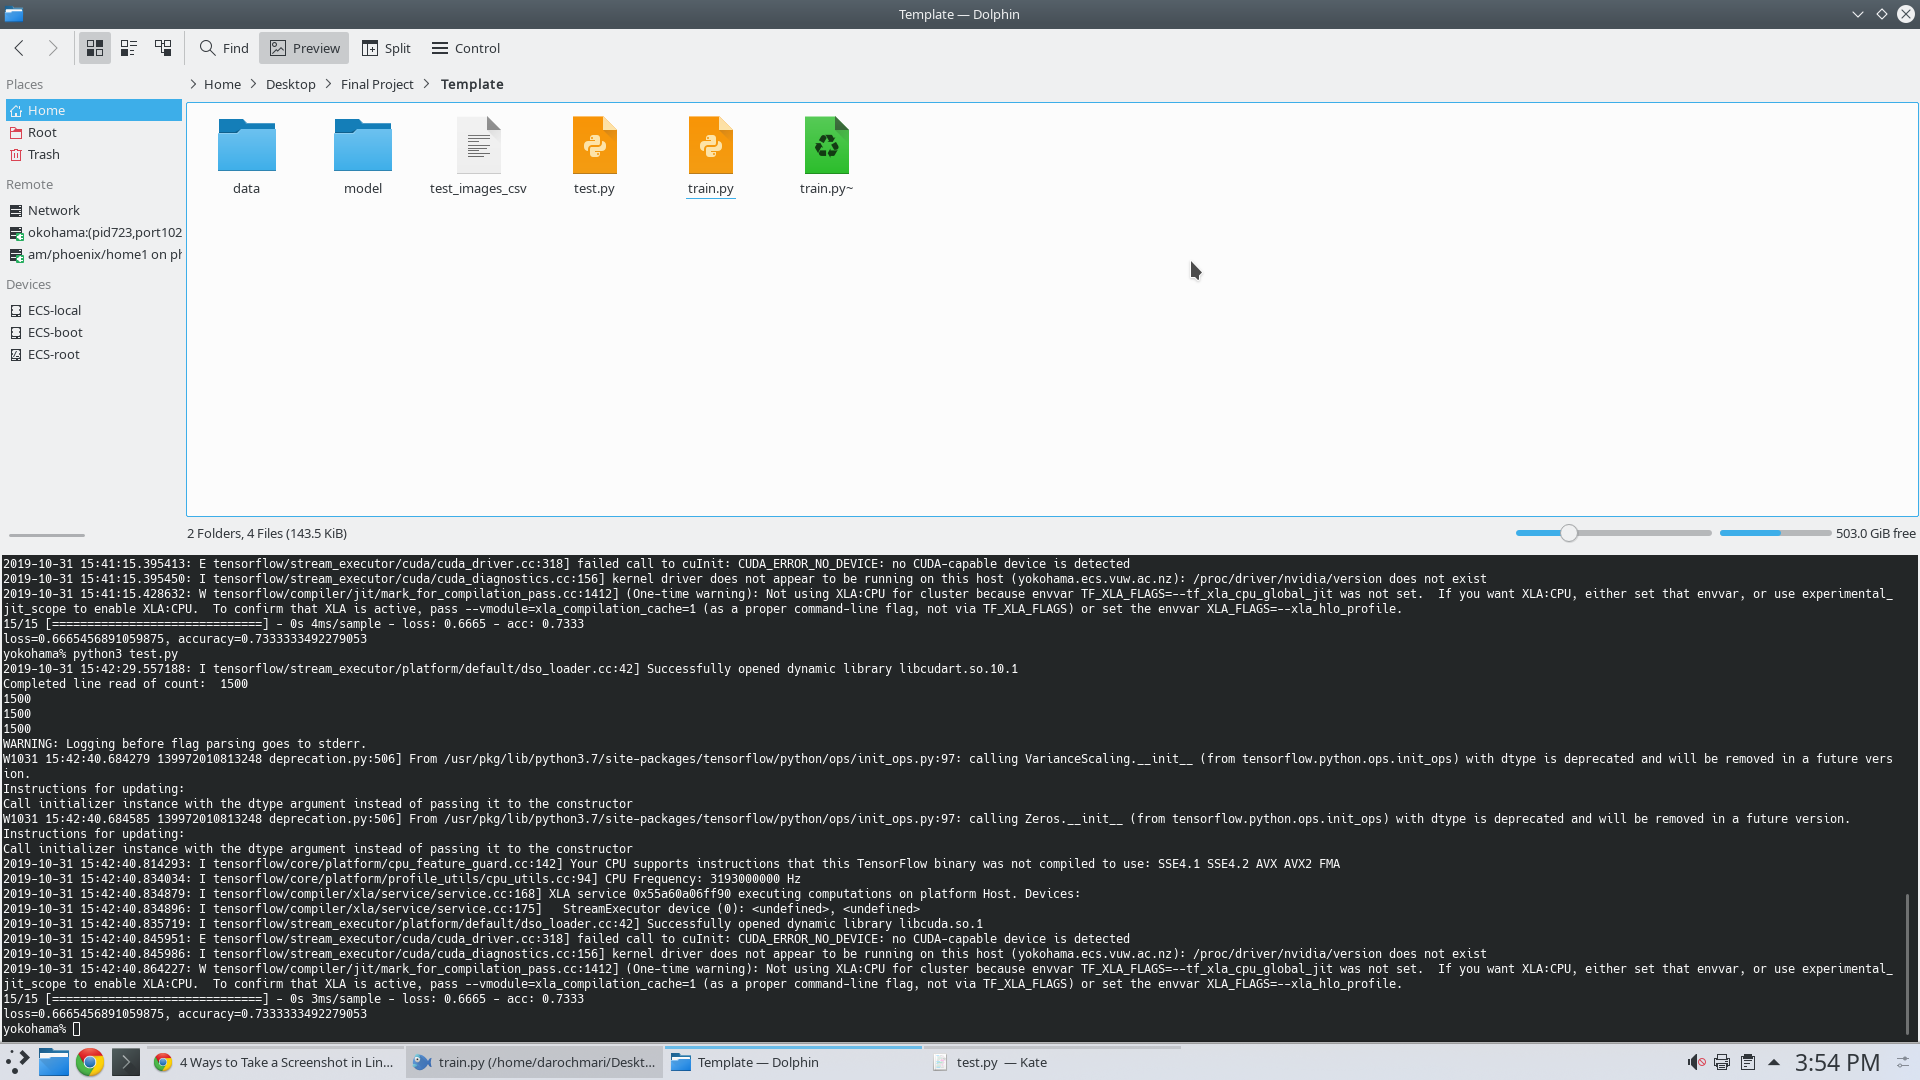 Template — Dolphin
Find
Preview
Split
Control
Places
Home
Root
Trash
Remote
Network
okohama:(pid723,port102
am/phoenix/home1 on ph
Devices
ECS-local
ECS-boot
ECS-root
Home
Desktop
Final Project
Template
data
model
test_images_csv
test.py
train.py
train.py~
2 Folders, 4 Files (143.5 KiB)
503.0 GiB free
2019-10-31 15:41:15.395413: E tensorflow/stream_executor/cuda/cuda_driver.cc:318] failed call to cuInit: CUDA_ERROR_NO_DEVICE: no CUDA-capable device is detected
2019-10-31 15:41:15.395450: I tensorflow/stream_executor/cuda/cuda_diagnostics.cc:156] kernel driver does not appear to be running on this host (yokohama.ecs.vuw.ac.nz): /proc/driver/nvidia/version does not exist
2019-10-31 15:41:15.428632: W tensorflow/compiler/jit/mark_for_compilation_pass.cc:1412] (One-time warning): Not using XLA:CPU for cluster because envvar TF_XLA_FLAGS=--tf_xla_cpu_global_jit was not set.  If you want XLA:CPU, either set that envvar, or use experimental_
jit_scope to enable XLA:CPU.  To confirm that XLA is active, pass --vmodule=xla_compilation_cache=1 (as a proper command-line flag, not via TF_XLA_FLAGS) or set the envvar XLA_FLAGS=--xla_hlo_profile.
15/15 [==============================] - 0s 4ms/sample - loss: 0.6665 - acc: 0.7333
loss=0.6665456891059875, accuracy=0.7333333492279053
yokohama% python3 test.py
2019-10-31 15:42:29.557188: I tensorflow/stream_executor/platform/default/dso_loader.cc:42] Successfully opened dynamic library libcudart.so.10.1
Completed line read of count:  1500
1500
1500
1500
WARNING: Logging before flag parsing goes to stderr.
W1031 15:42:40.684279 139972010813248 deprecation.py:506] From /usr/pkg/lib/python3.7/site-packages/tensorflow/python/ops/init_ops.py:97: calling VarianceScaling.__init__ (from tensorflow.python.ops.init_ops) with dtype is deprecated and will be removed in a future vers
ion.
Instructions for updating:
Call initializer instance with the dtype argument instead of passing it to the constructor
W1031 15:42:40.684585 139972010813248 deprecation.py:506] From /usr/pkg/lib/python3.7/site-packages/tensorflow/python/ops/init_ops.py:97: calling Zeros.__init__ (from tensorflow.python.ops.init_ops) with dtype is deprecated and will be removed in a future version.
Instructions for updating:
Call initializer instance with the dtype argument instead of passing it to the constructor
2019-10-31 15:42:40.814293: I tensorflow/core/platform/cpu_feature_guard.cc:142] Your CPU supports instructions that this TensorFlow binary was not compiled to use: SSE4.1 SSE4.2 AVX AVX2 FMA
2019-10-31 15:42:40.834034: I tensorflow/core/platform/profile_utils/cpu_utils.cc:94] CPU Frequency: 3193000000 Hz
2019-10-31 15:42:40.834879: I tensorflow/compiler/xla/service/service.cc:168] XLA service 0x55a60a06ff90 executing computations on platform Host. Devices:
2019-10-31 15:42:40.834896: I tensorflow/compiler/xla/service/service.cc:175]   StreamExecutor device (0): <undefined>, <undefined>
2019-10-31 15:42:40.835719: I tensorflow/stream_executor/platform/default/dso_loader.cc:42] Successfully opened dynamic library libcuda.so.1
2019-10-31 15:42:40.845951: E tensorflow/stream_executor/cuda/cuda_driver.cc:318] failed call to cuInit: CUDA_ERROR_NO_DEVICE: no CUDA-capable device is detected
2019-10-31 15:42:40.845986: I tensorflow/stream_executor/cuda/cuda_diagnostics.cc:156] kernel driver does not appear to be running on this host (yokohama.ecs.vuw.ac.nz): /proc/driver/nvidia/version does not exist
2019-10-31 15:42:40.864227: W tensorflow/compiler/jit/mark_for_compilation_pass.cc:1412] (One-time warning): Not using XLA:CPU for cluster because envvar TF_XLA_FLAGS=--tf_xla_cpu_global_jit was not set.  If you want XLA:CPU, either set that envvar, or use experimental_
jit_scope to enable XLA:CPU.  To confirm that XLA is active, pass --vmodule=xla_compilation_cache=1 (as a proper command-line flag, not via TF_XLA_FLAGS) or set the envvar XLA_FLAGS=--xla_hlo_profile.
15/15 [==============================] - 0s 3ms/sample - loss: 0.6665 - acc: 0.7333
loss=0.6665456891059875, accuracy=0.7333333492279053
yokohama%
4 Ways to Take a Screenshot in Lin...
train.py (/home/darochmari/Deskt...
Template — Dolphin
test.py — Kate
3:54 PM